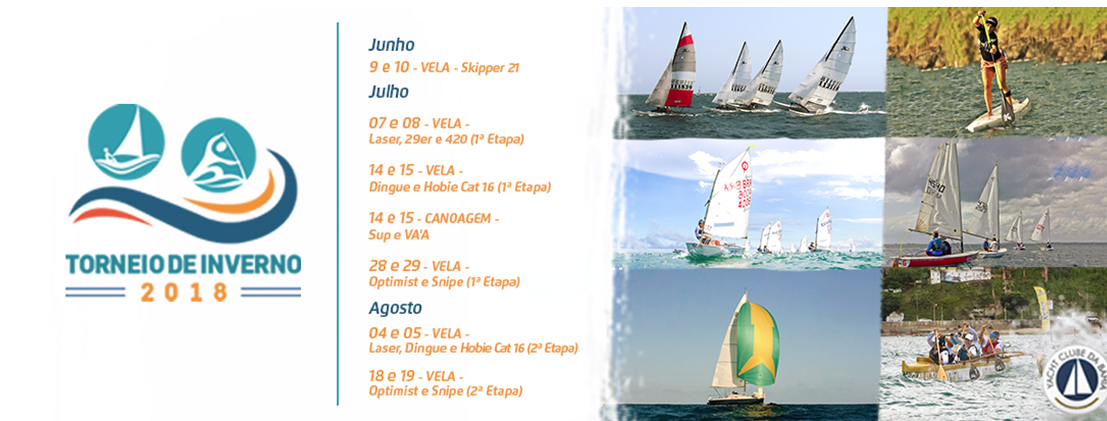 TORNEIO DE INVERNO
2018
Junho
9 e 10 - VELA - Skipper 21
Julho
07 e 08 - VELA -
Laser, 29er e 420 (1ª Etapa)
14 e 15 - VELA -
Dingue e Hobie Cat 16 (1ª Etapa)
14 e 15 - CANOAGEM -
Sup e VA'A
28 e 29 - VELA -
Optimist e Snipe (1ª Etapa)
Agosto
04 e 05 - VELA -
Laser, Dingue e Hobie Cat 16 (2ª Etapa)
18 e 19 - VELA -
Optimist e Snipe (2ª Etapa)
YACHT CLUBE DA BAHIA